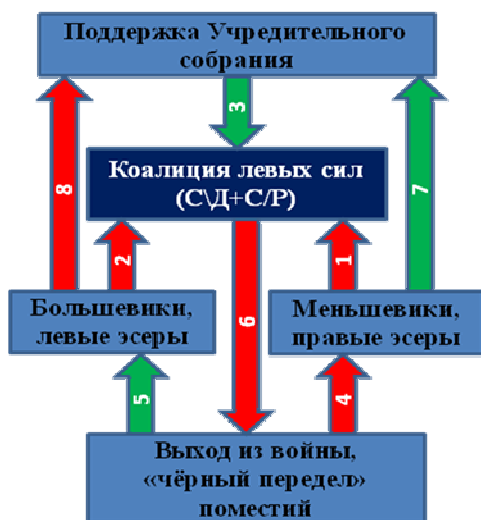 Поддержка Учредительного
собрания
3
8
7
Коалиция левых сил
(С\Д+С/Р)
2
1
6
Большевики,
левые эсеры
Меньшевики,
правые эсеры
5
4
Выход из войны,
«чёрный передел»
поместий